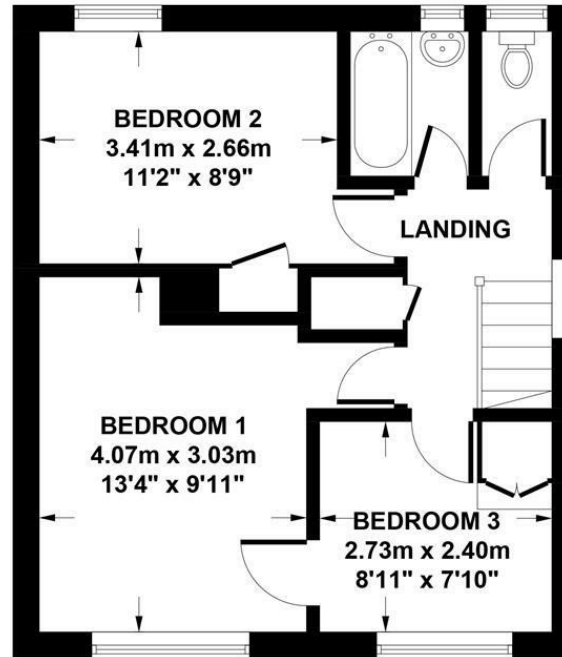 BEDROOM 2
3.41m x 2.66m
11'2" x 8'9"
LANDING
BEDROOM 1
4.07m x 3.03m
13'4" x 9'11"
BEDROOM 3
2.73m x 2.40m
8'11" x 7'10"